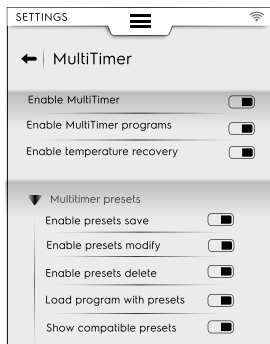 SETTINGS
MultiTimer
Enable MultiTimer
Enable MultiTimer programs
Enable temperature recovery
Multitimer presets
Enable presets save
Enable presets modify
Enable presets delete
Load program with presets
Show compatible presets